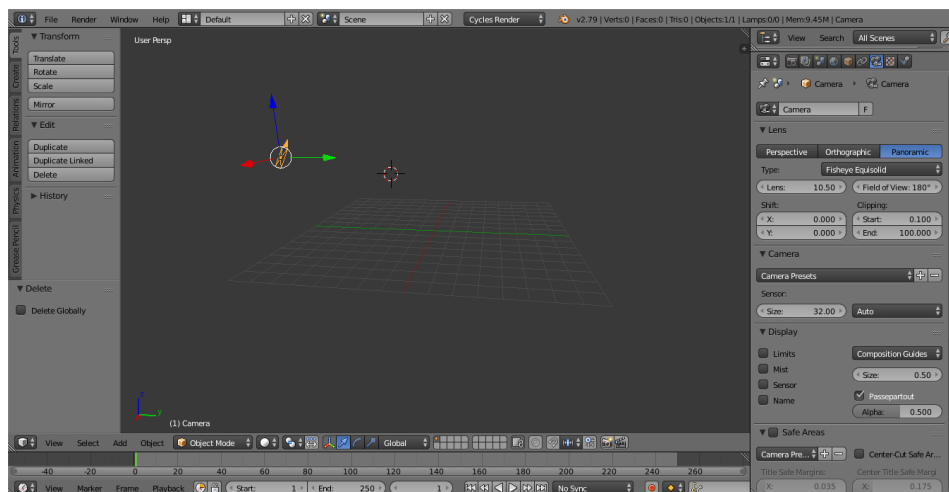 File Render Window Help Default Scene Cycles Render v2.79 | Verts:0 | Faces:0 | Tris:0 | Objects:1/1 | Lamps:0/0 | Mem:9.45M | Camera
Tools
Create
Relations
Animation
Physics
Grease Pencil
Transform
Translate
Rotate
Scale
Mirror
Edit
Duplicate
Duplicate Linked
Delete
History
Delete
Delete Globally
User Persp
z
y
(1) Camera
View Select Add Object Object Mode Global
-40 -20 0 20 40 60 80 100 120 140 160 180 200 220 240 260
View Marker Frame Playback Start: 1 End: 250 1 No Sync
View Search All Scenes
Camera Camera
Camera F
Lens
Perspective Orthographic Panoramic
Type: Fisheye Equisolid
Lens: 10.50 Field of View: 180°
Shift: Clipping:
X: 0.000 Start: 0.100
Y: 0.000 End: 100.000
Camera
Camera Presets
Sensor:
Size: 32.00 Auto
Display
Limits Composition Guides
Mist Size: 0.50
Sensor
Name Passepartout
Alpha: 0.500
Safe Areas
Camera Pre... Center-Cut Safe Ar...
Title Safe Margins: Center Title Safe Margi
X: 0.035 X: 0.175